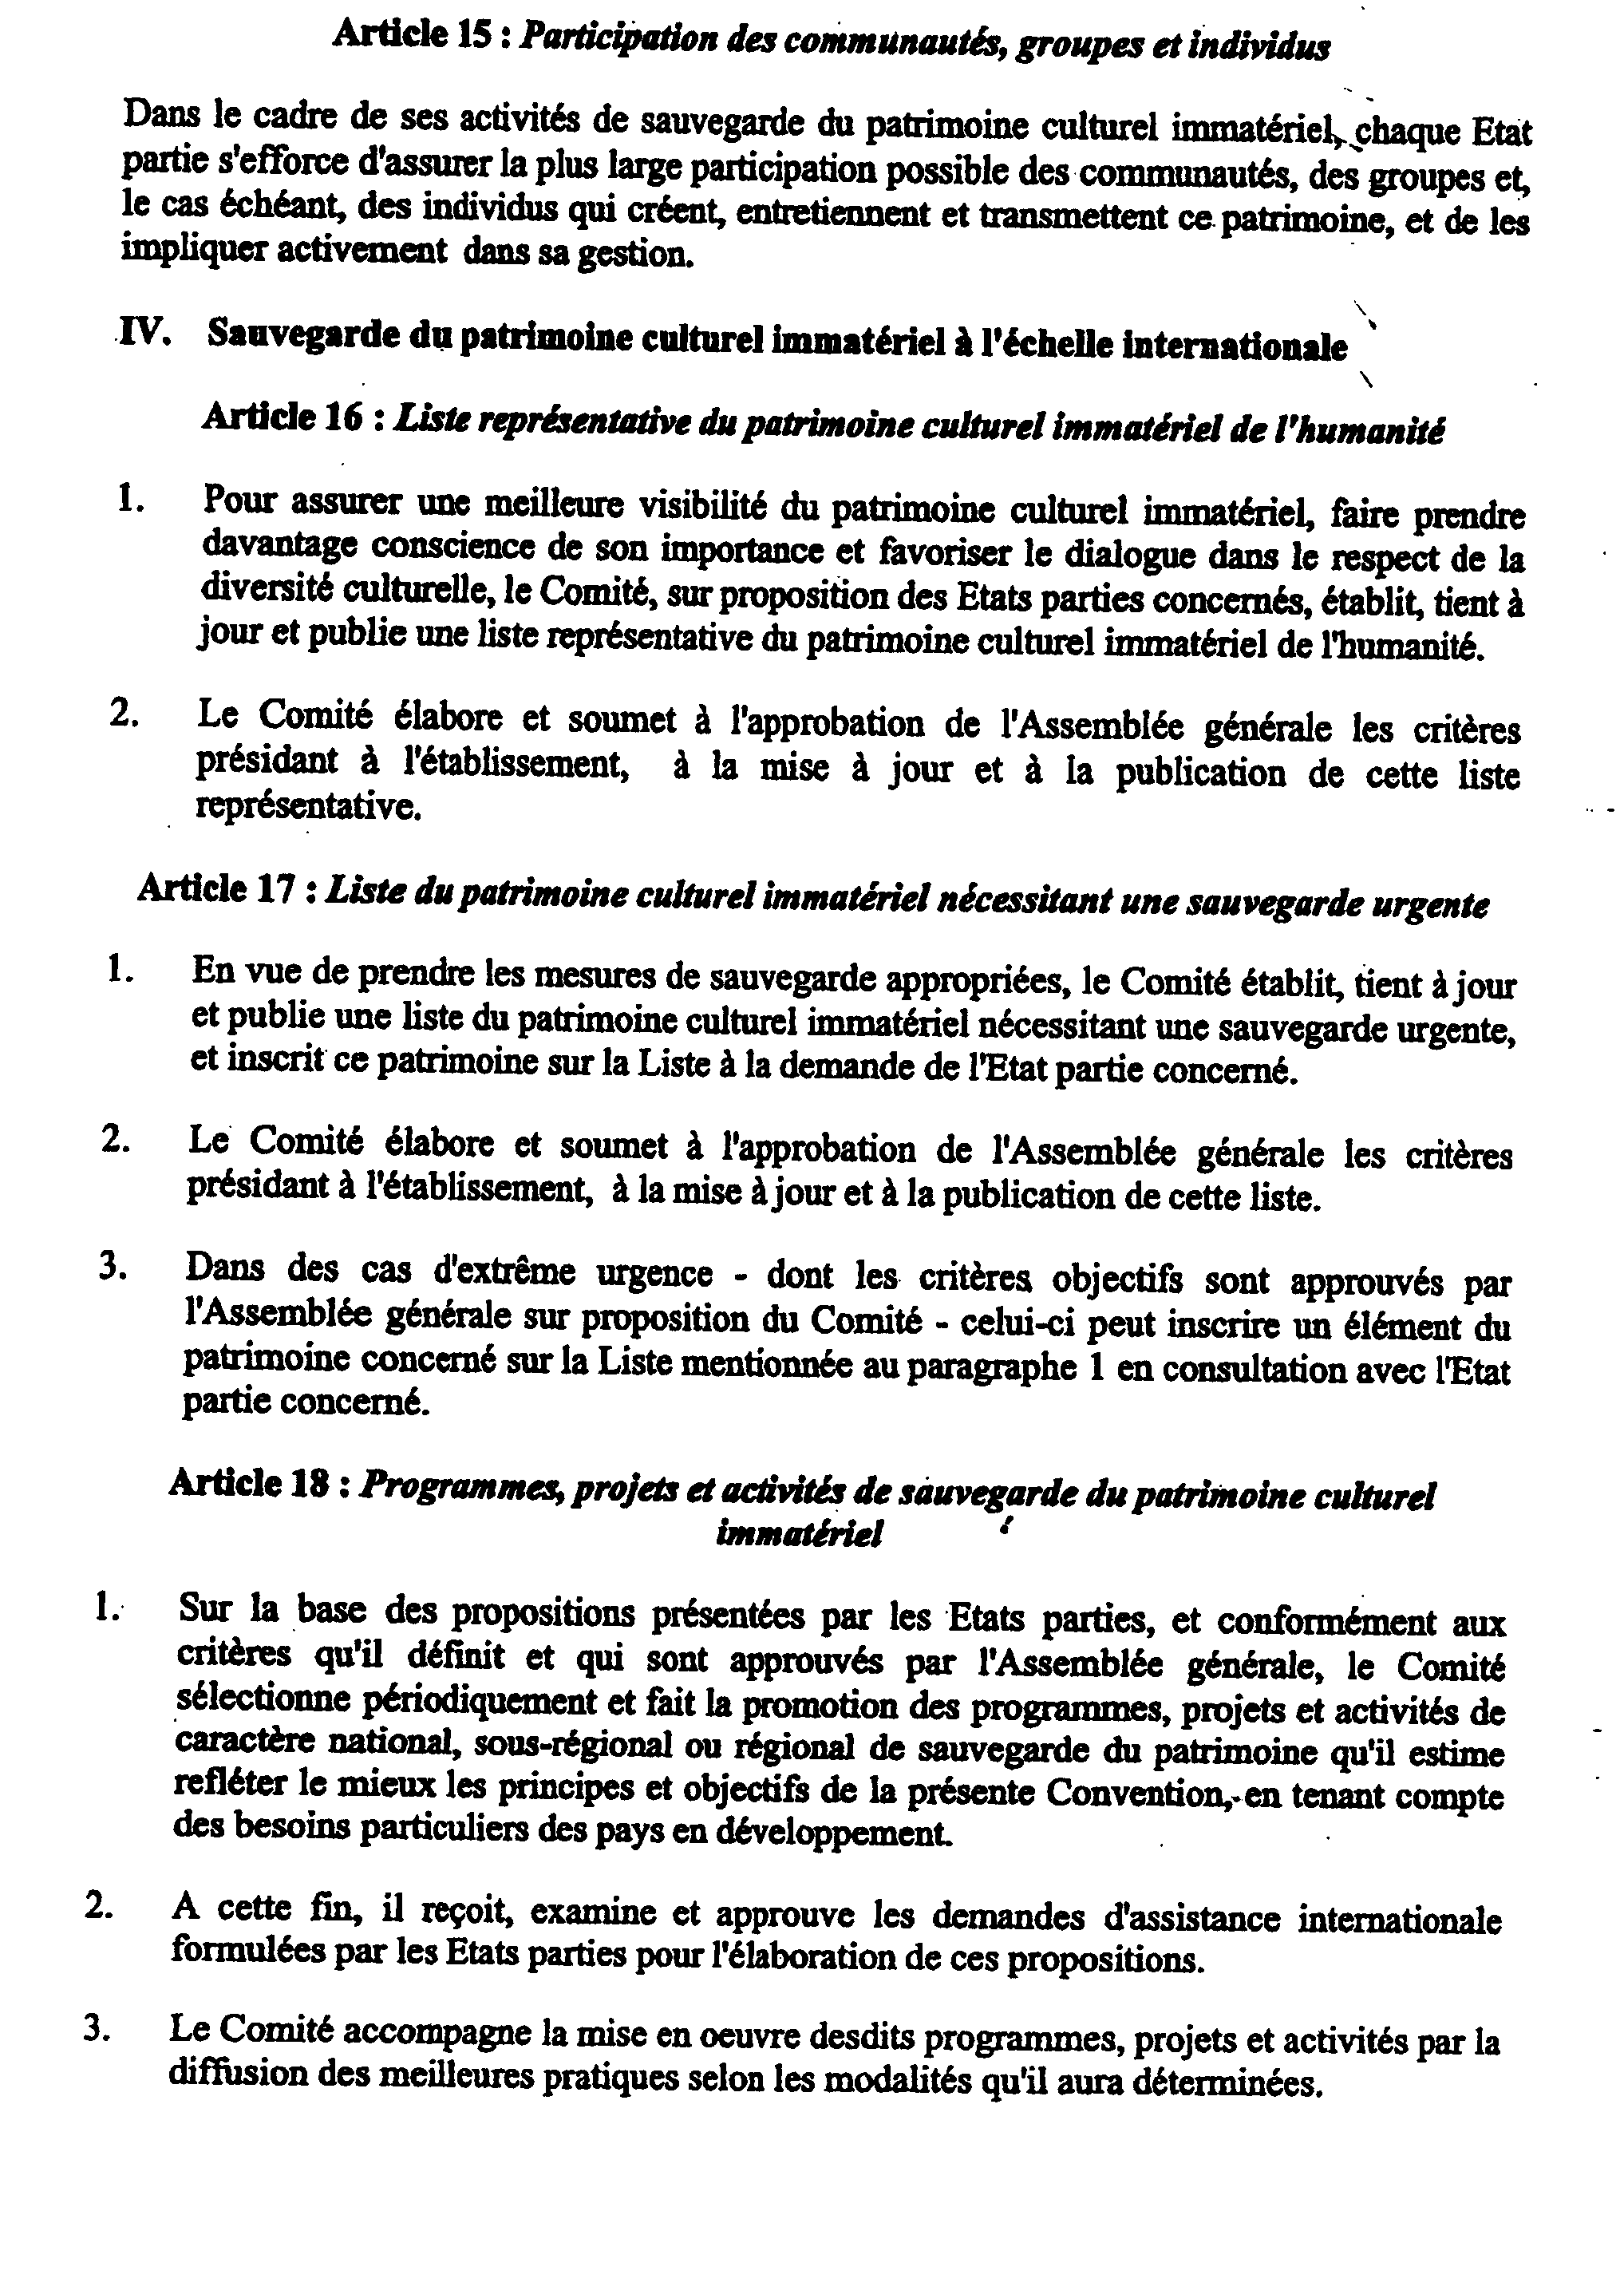 Article 15 : Participation des communautés, groupes et individus
Dans le cadre de ses activités de sauvegarde du patrimoine culturel immatériel, chaque Etat
partie s'efforce d'assurer la plus large participation possible des communautés, des groupes et,
le cas échéant, des individus qui créent, entretiennent et transmettent ce patrimoine, et de les
impliquer activement dans sa gestion.
IV. Sauvegarde du patrimoine culturel immatériel à l'échelle internationale
Article 16 : Liste représentative du patrimoine culturel immatériel de l'humanité
1. Pour assurer une meilleure visibilité du patrimoine culturel immatériel, faire prendre
davantage conscience de son importance et favoriser le dialogue dans le respect de la
diversité culturelle, le Comité, sur proposition des Etats parties concernés, établit, tient à
jour et publie une liste représentative du patrimoine culturel immatériel de l'humanité.
2. Le Comité élabore et soumet à l'approbation de l'Assemblée générale les critères
présidant à l'établissement, à la mise à jour et à la publication de cette liste
représentative.
Article 17 : Liste du patrimoine culturel immatériel nécessitant une sauvegarde urgente
1. En vue de prendre les mesures de sauvegarde appropriées, le Comité établit, tient à jour
et publie une liste du patrimoine culturel immatériel nécessitant une sauvegarde urgente,
et inscrit ce patrimoine sur la Liste à la demande de l'Etat partie concerné.
2. Le Comité élabore et soumet à l'approbation de l'Assemblée générale les critères
présidant à l'établissement, à la mise à jour et à la publication de cette liste.
3. Dans des cas d'extrême urgence - dont les critères objectifs sont approuvés par
l'Assemblée générale sur proposition du Comité - celui-ci peut inscrire un élément du
patrimoine concerné sur la Liste mentionnée au paragraphe 1 en consultation avec l'Etat
partie concerné.
Article 18 : Programmes, projets et activités de sauvegarde du patrimoine culturel
immatériel
1. Sur la base des propositions présentées par les Etats parties, et conformément aux
critères qu'il définit et qui sont approuvés par l'Assemblée générale, le Comité
sélectionne périodiquement et fait la promotion des programmes, projets et activités de
caractère national, sous-régional ou régional de sauvegarde du patrimoine qu'il estime
refléter le mieux les principes et objectifs de la présente Convention, en tenant compte
des besoins particuliers des pays en développement.
2. A cette fin, il reçoit, examine et approuve les demandes d'assistance internationale
formulées par les Etats parties pour l'élaboration de ces propositions.
3. Le Comité accompagne la mise en oeuvre desdits programmes, projets et activités par la
diffusion des meilleures pratiques selon les modalités qu'il aura déterminées.